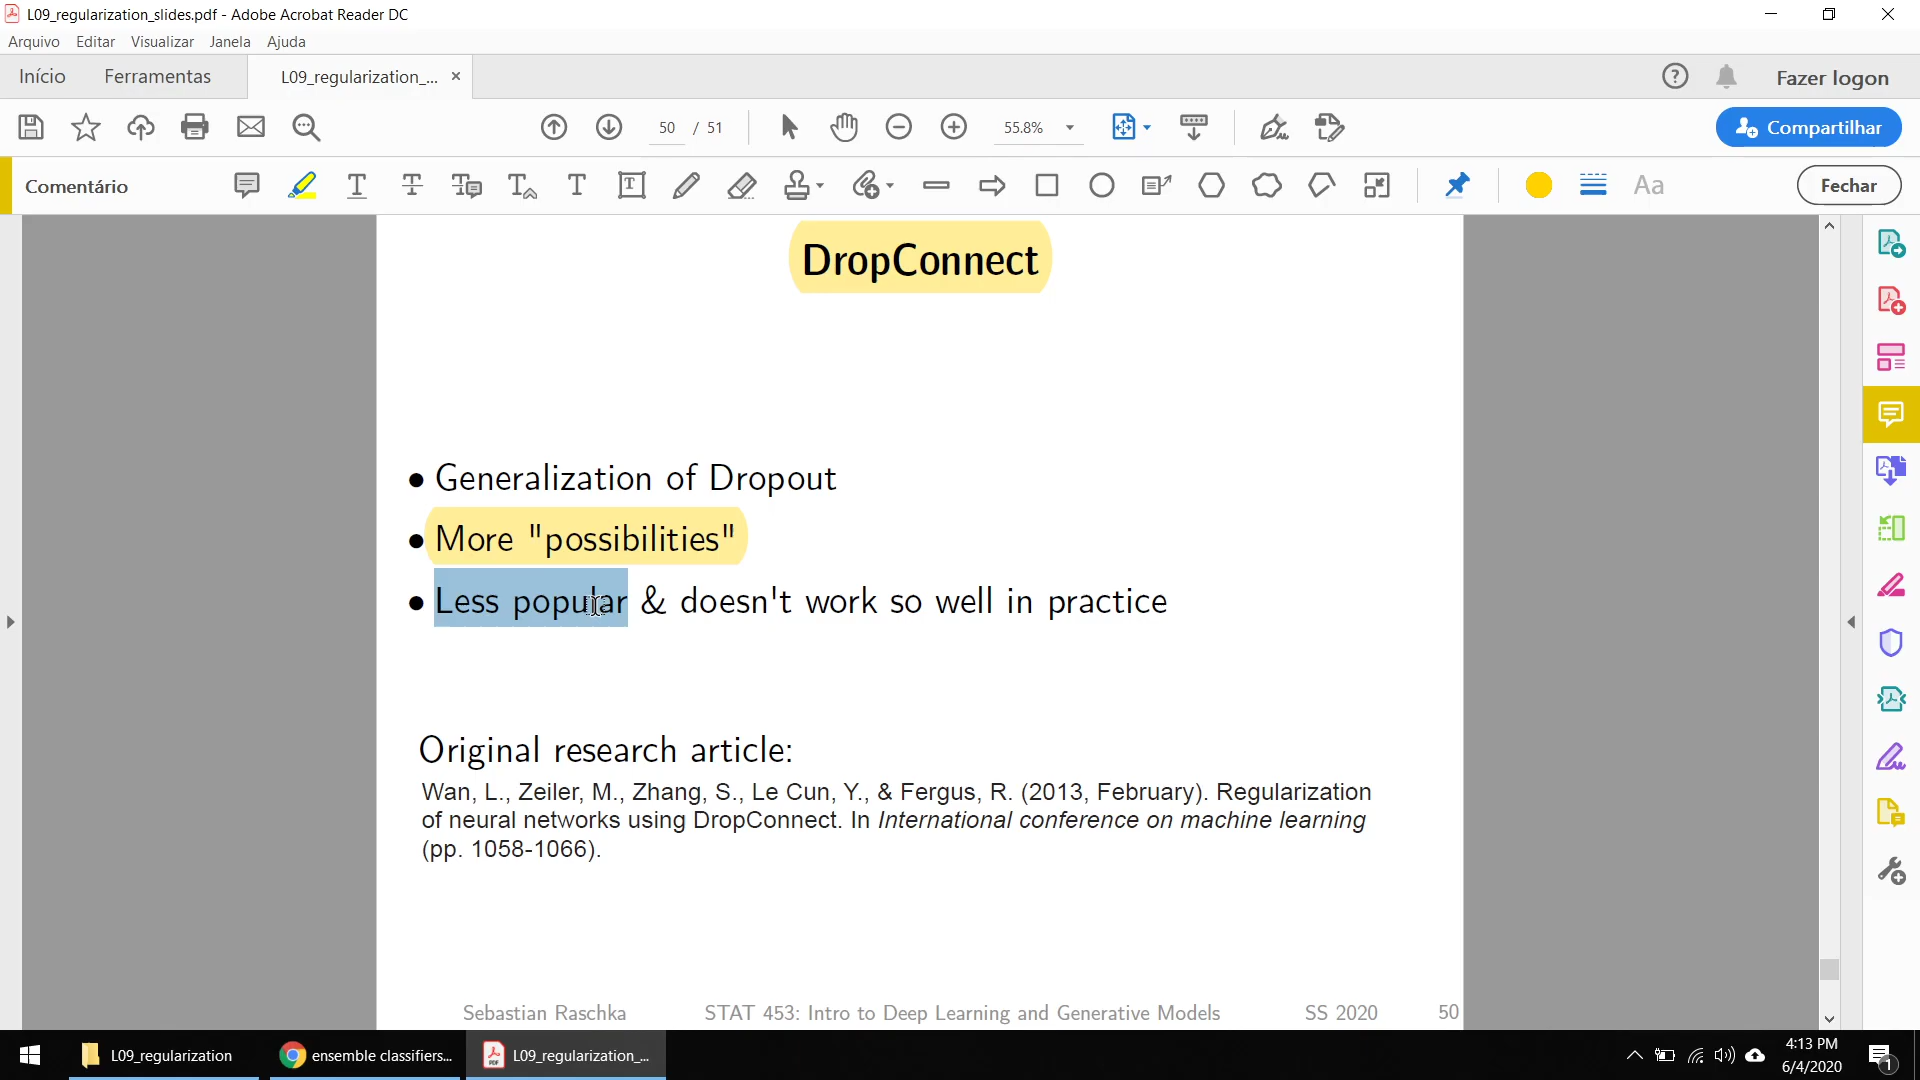 L09_regularization_slides.pdf - Adobe Acrobat Reader DC
Arquivo Editar Visualizar Janela Ajuda
Início Ferramentas L09_regularization_... × Fazer logon
50 / 51 55.8% Compartilhar
Comentário Aa Fechar
DropConnect
• Generalization of Dropout
• More "possibilities"
• Less popular & doesn't work so well in practice
Original research article:
Wan, L., Zeiler, M., Zhang, S., Le Cun, Y., & Fergus, R. (2013, February). Regularization
of neural networks using DropConnect. In International conference on machine learning
(pp. 1058-1066).
Sebastian Raschka STAT 453: Intro to Deep Learning and Generative Models SS 2020 50
L09_regularization ensemble classifiers... L09_regularization_...
4:13 PM
6/4/2020
1